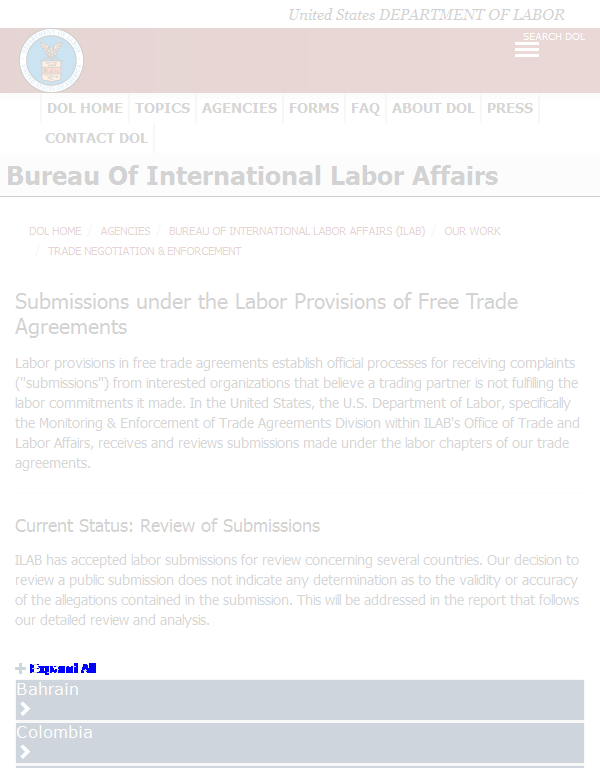 United States DEPARTMENT OF LABOR
SEARCH DOL
DOL HOME TOPICS AGENCIES FORMS FAQ ABOUT DOL PRESS
CONTACT DOL
Bureau Of International Labor Affairs
DOL HOME / AGENCIES / BUREAU OF INTERNATIONAL LABOR AFFAIRS (ILAB) / OUR WORK
/ TRADE NEGOTIATION & ENFORCEMENT
Submissions under the Labor Provisions of Free Trade
Agreements
Labor provisions in free trade agreements establish official processes for receiving complaints
("submissions") from interested organizations that believe a trading partner is not fulfilling the
labor commitments it made. In the United States, the U.S. Department of Labor, specifically
the Monitoring & Enforcement of Trade Agreements Division within ILAB's Office of Trade and
Labor Affairs, receives and reviews submissions made under the labor chapters of our trade
agreements.
Current Status: Review of Submissions
ILAB has accepted labor submissions for review concerning several countries. Our decision to
review a public submission does not indicate any determination as to the validity or accuracy
of the allegations contained in the submission. This will be addressed in the report that follows
our detailed review and analysis.
Expand All
Bahrain
Colombia